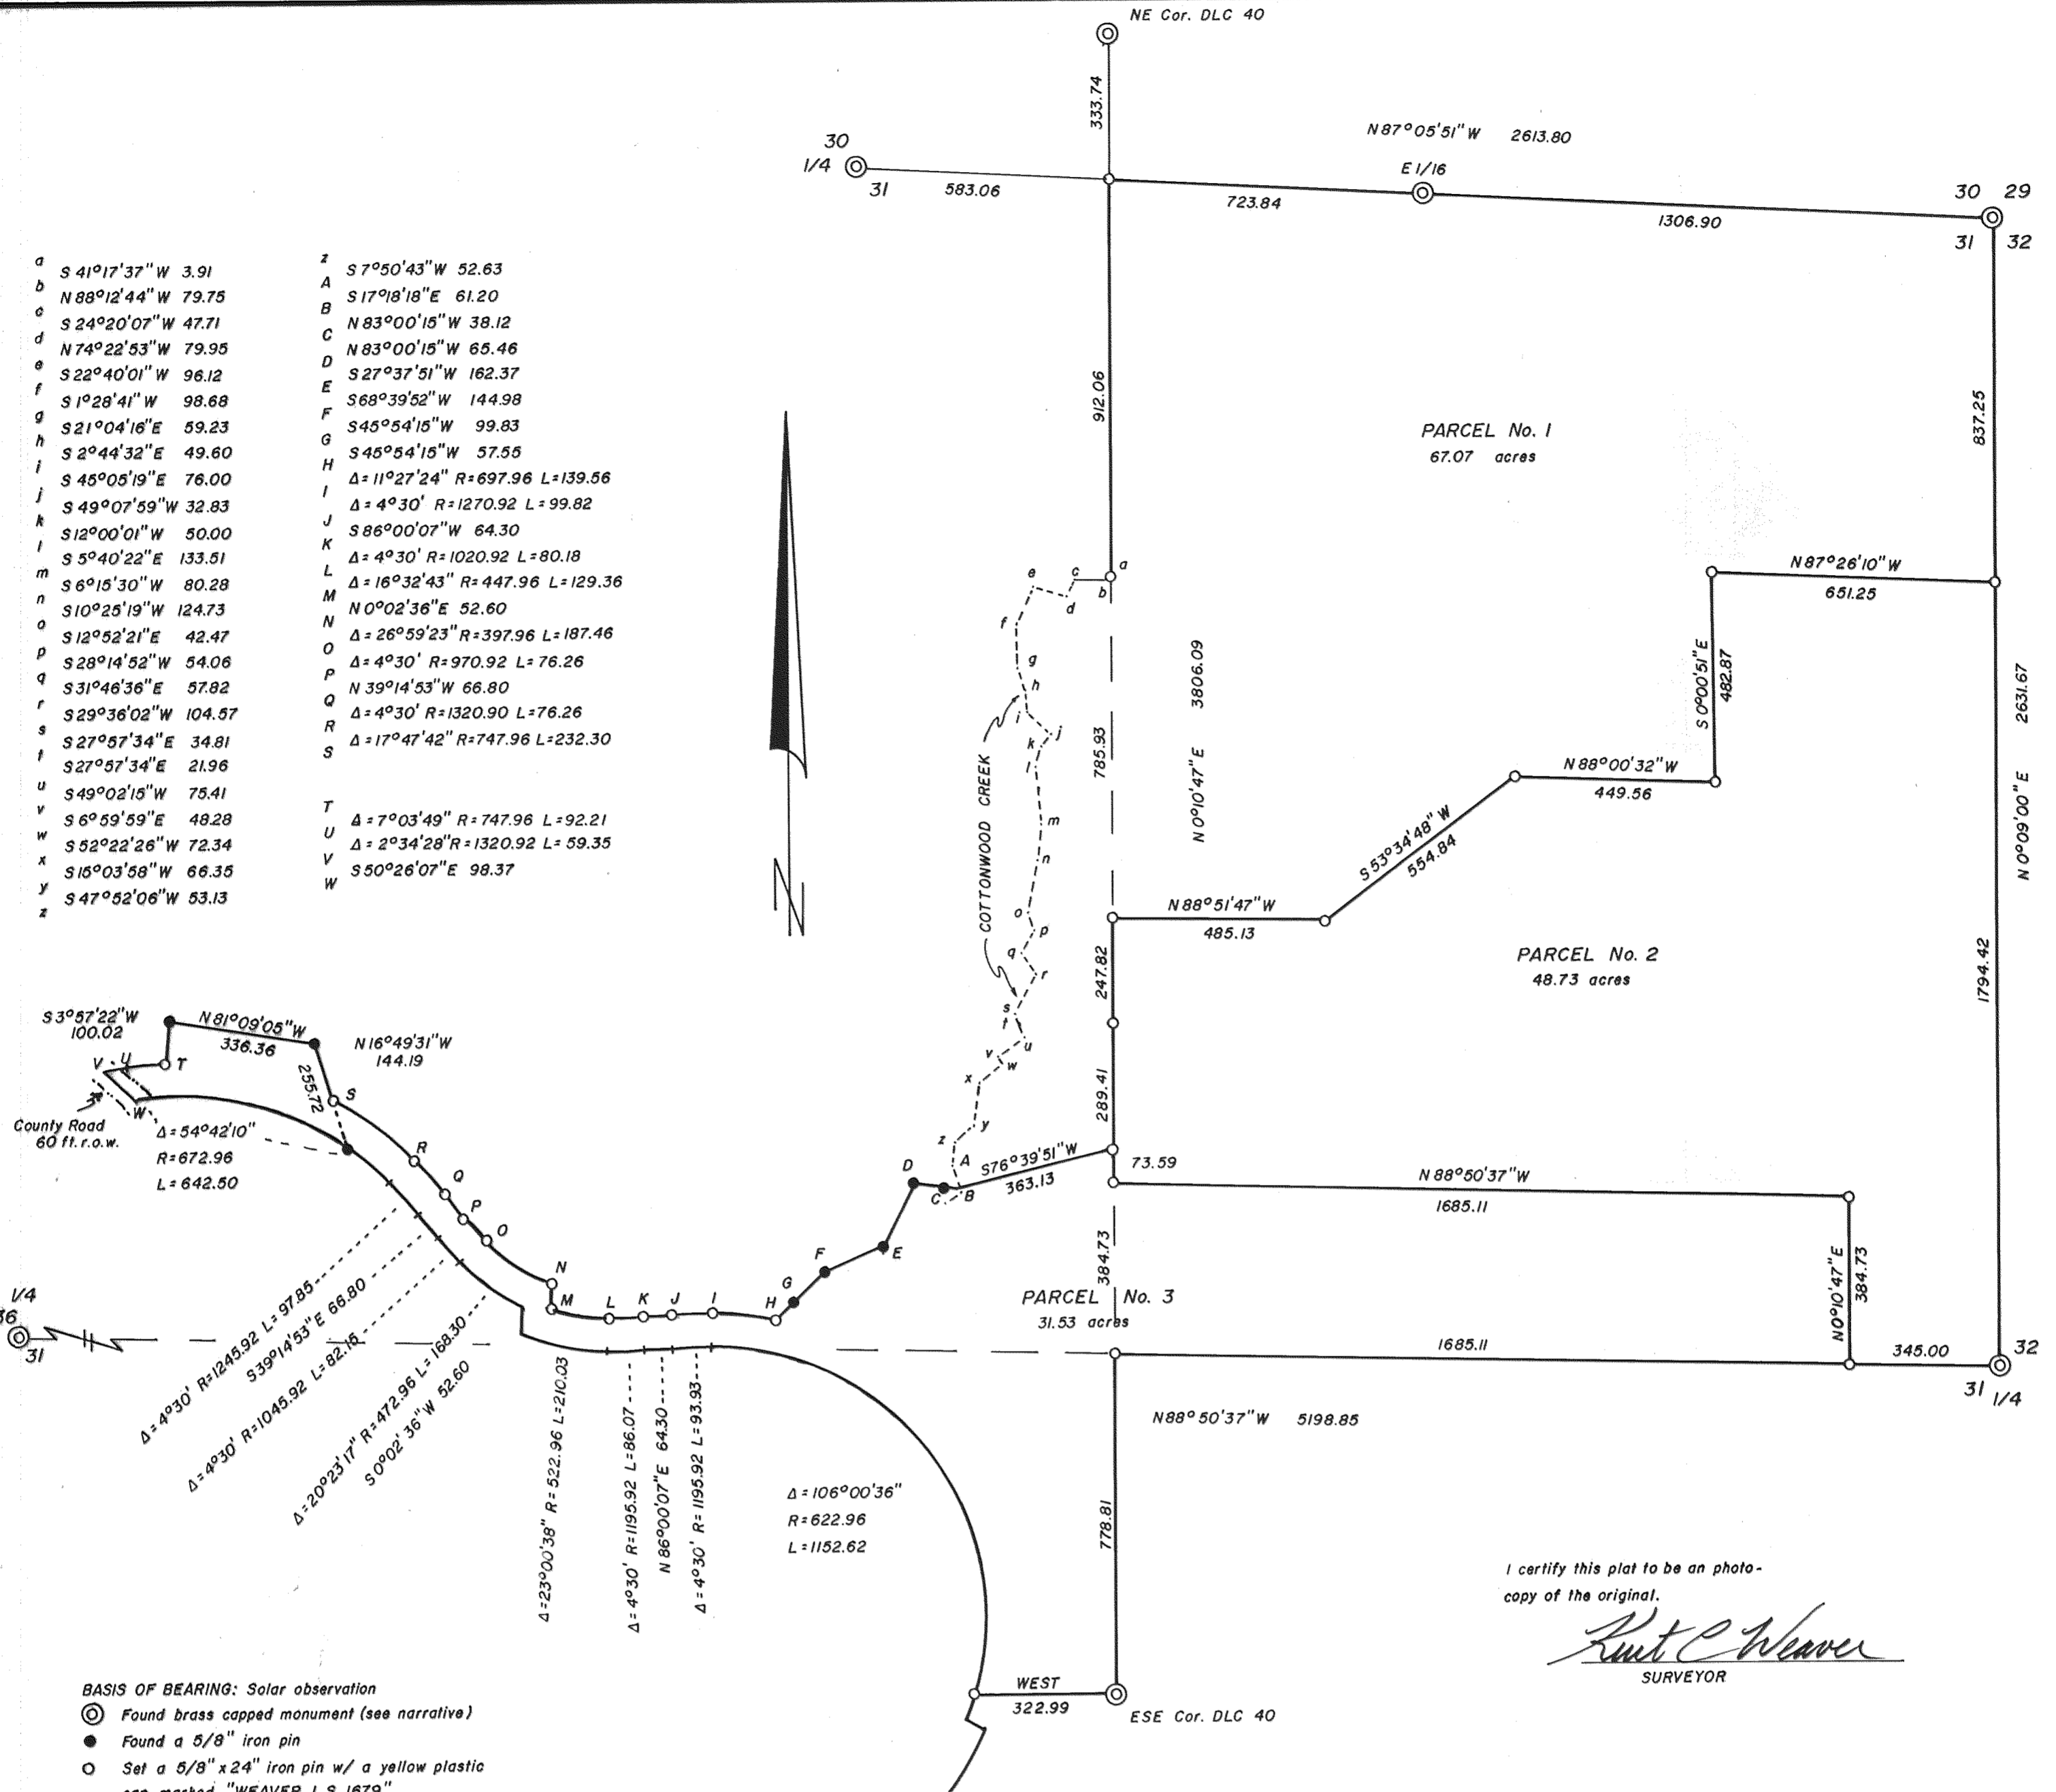 NE Cor. DLC 40
333.74
N87°05'51"W 2613.80
30
1/4
31
583.06
E 1/16
723.84
1306.90
30 29
31 32
a
S 41°17'37"W 3.91
b
N 88°12'44"W 79.75
c
S 24°20'07"W 47.71
d
N 74°22'53"W 79.95
e
S 22°40'01"W 96.12
f
S 1°28'41"W 98.68
g
S 21°04'16"E 59.23
h
S 2°44'32"E 49.60
i
S 45°05'19"E 76.00
j
S 49°07'59"W 32.83
k
S 12°00'01"W 50.00
l
S 5°40'22"E 133.51
m
S 6°15'30"W 80.28
n
S 10°25'19"W 124.73
o
S 12°52'21"E 42.47
p
S 28°14'52"W 54.06
q
S 31°46'36"E 57.82
r
S 29°36'02"W 104.57
s
S 27°57'34"E 34.81
t
S 27°57'34"E 21.96
u
S 49°02'15"W 75.41
v
S 6°59'59"E 48.28
w
S 52°22'26"W 72.34
x
S 15°03'58"W 66.35
y
S 47°52'06"W 53.13
z
z
S 7°50'43"W 52.63
A
S 17°18'18"E 61.20
B
N 83°00'15"W 38.12
C
N 83°00'15"W 65.46
D
S 27°37'51"W 162.37
E
S 68°39'52"W 144.98
F
S 45°54'15"W 99.83
G
S 45°54'15"W 57.55
H
Δ=11°27'24" R=697.96 L=139.56
I
Δ=4°30' R=1270.92 L=99.82
J
S 86°00'07"W 64.30
K
Δ=4°30' R=1020.92 L=80.18
L
Δ=16°32'43" R=447.96 L=129.36
M
N 0°02'36"E 52.60
N
Δ=26°59'23" R=397.96 L=187.46
O
Δ=4°30' R=970.92 L=76.26
P
N 39°14'53"W 66.80
Q
Δ=4°30' R=1320.90 L=76.26
R
Δ=17°47'42" R=747.96 L=232.30
S
T
Δ=7°03'49" R=747.96 L=92.21
U
Δ=2°34'28" R=1320.92 L=59.35
V
S 50°26'07"E 98.37
W
N
912.06
PARCEL No. 1
67.07 acres
837.25
N87°26'10"W
651.25
S 0°00'51"E
482.87
N 0°09'00"E 2631.67
a
b
c
d
e
f
g
h
i
j
k
l
m
n
o
p
q
r
s
t
u
v
w
x
y
z
A
B
C
D
E
F
G
H
I
J
K
L
M
N
O
P
Q
R
S
T
U
V
W
COTTONWOOD CREEK
785.93
N 0°10'47"E 3806.09
N 88°00'32"W
449.56
S 53°34'48"W
554.84
N 88°51'47"W
485.13
PARCEL No. 2
48.73 acres
247.82
289.41
1794.42
S76°39'51"W
363.13
73.59
N 88°50'37"W
1685.11
N0°10'47"E
384.73
384.73
PARCEL No. 3
31.53 acres
1685.11
345.00
32
31 1/4
N88°50'37"W 5198.85
S 3°57'22"W
100.02
N 81°09'05"W
336.36
N 16°49'31"W
144.19
255.72
County Road
60 ft. r.o.w.
Δ=54°42'10"
R=672.96
L=642.50
1/4
36
31
Δ=4°30' R=1245.92 L=97.85
S39°14'53"E 66.80
Δ=4°30' R=1045.92 L=82.15
Δ=20°23'17" R=472.96 L=168.30
S 0°02'36"W 52.60
Δ=23°00'38" R=522.96 L=210.03
Δ=4°30' R=1195.92 L=86.07
N 86°00'07"E 64.30
Δ=4°30' R=1195.92 L=93.93
Δ=106°00'36"
R=622.96
L=1152.62
778.81
WEST
322.99
ESE Cor. DLC 40
I certify this plat to be an photo-
copy of the original.
Kurt C Weaver
SURVEYOR
BASIS OF BEARING: Solar observation
Found brass capped monument (see narrative)
Found a 5/8" iron pin
Set a 5/8"x24" iron pin w/ a yellow plastic
cap marked "WEAVER L.S. 1679"